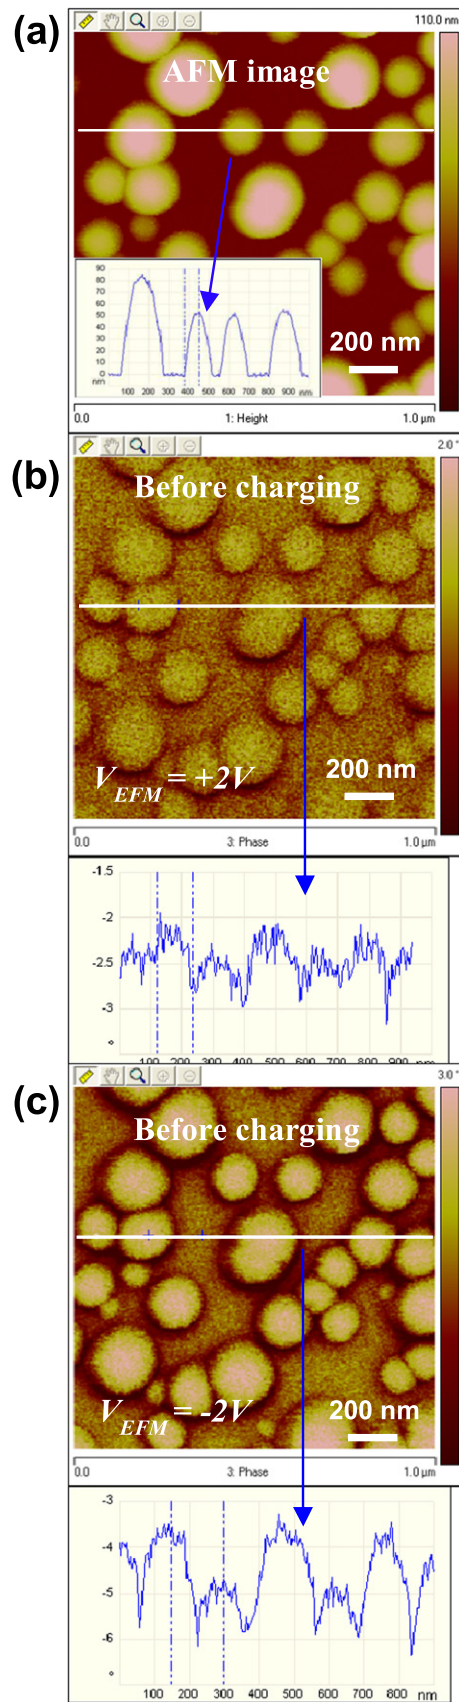 (a)
110.0 nm
AFM image
90
80
70
60
50
40
30
20
10
0
nm
100 200 300 400 500 600 700 800 900
nm
200 nm
0.0 1: Height 1.0 µm
(b)
2.0 °
Before charging
V_EFM = +2V
200 nm
0.0 3: Phase 1.0 µm
-1.5
-2
-2.5
-3
°
100 200 300 400 500 600 700 800 900 nm
(c)
3.0 °
Before charging
V_EFM = -2V
200 nm
0.0 3: Phase 1.0 µm
-3
-4
-5
-6
°
100 200 300 400 500 600 700 800 nm